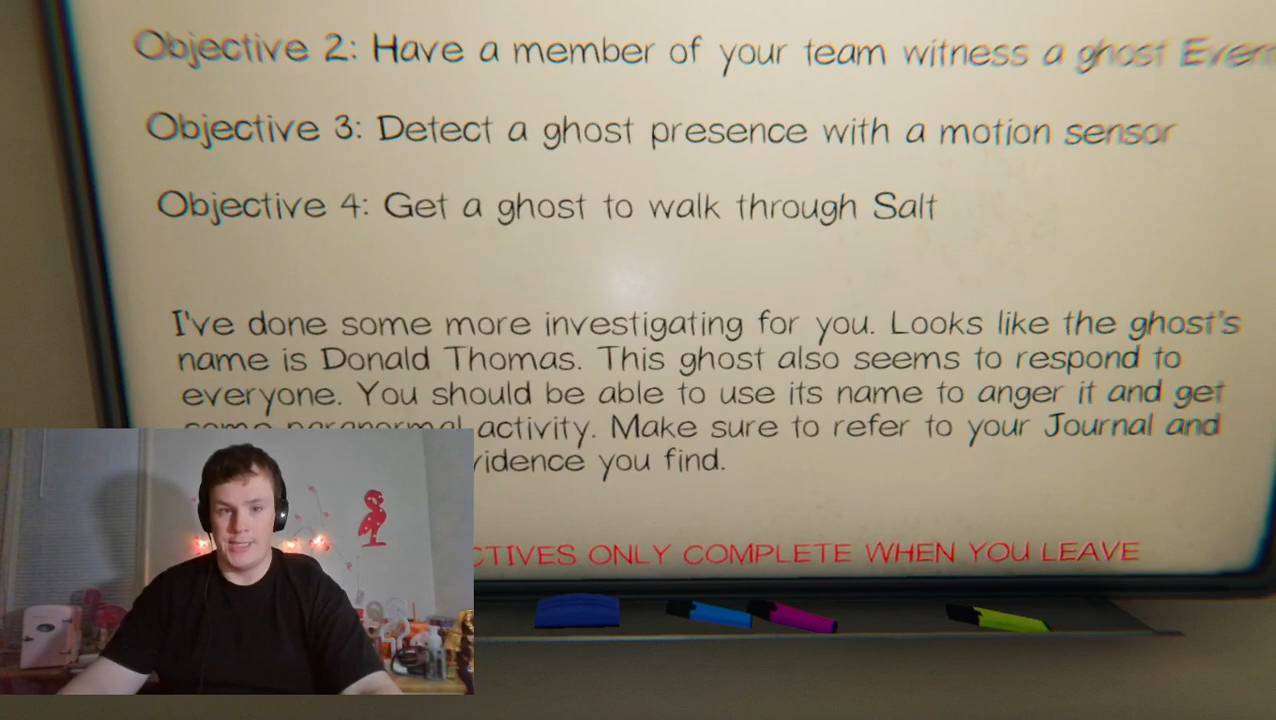 Objective 2: Have a member of your team witness a ghost Event
Objective 3: Detect a ghost presence with a motion sensor
Objective 4: Get a ghost to walk through Salt
I've done some more investigating for you. Looks like the ghost's
name is Donald Thomas. This ghost also seems to respond to
everyone. You should be able to use its name to anger it and get
some paranormal activity. Make sure to refer to your Journal and
you find.
ONLY COMPLETE WHEN YOU LEAVE